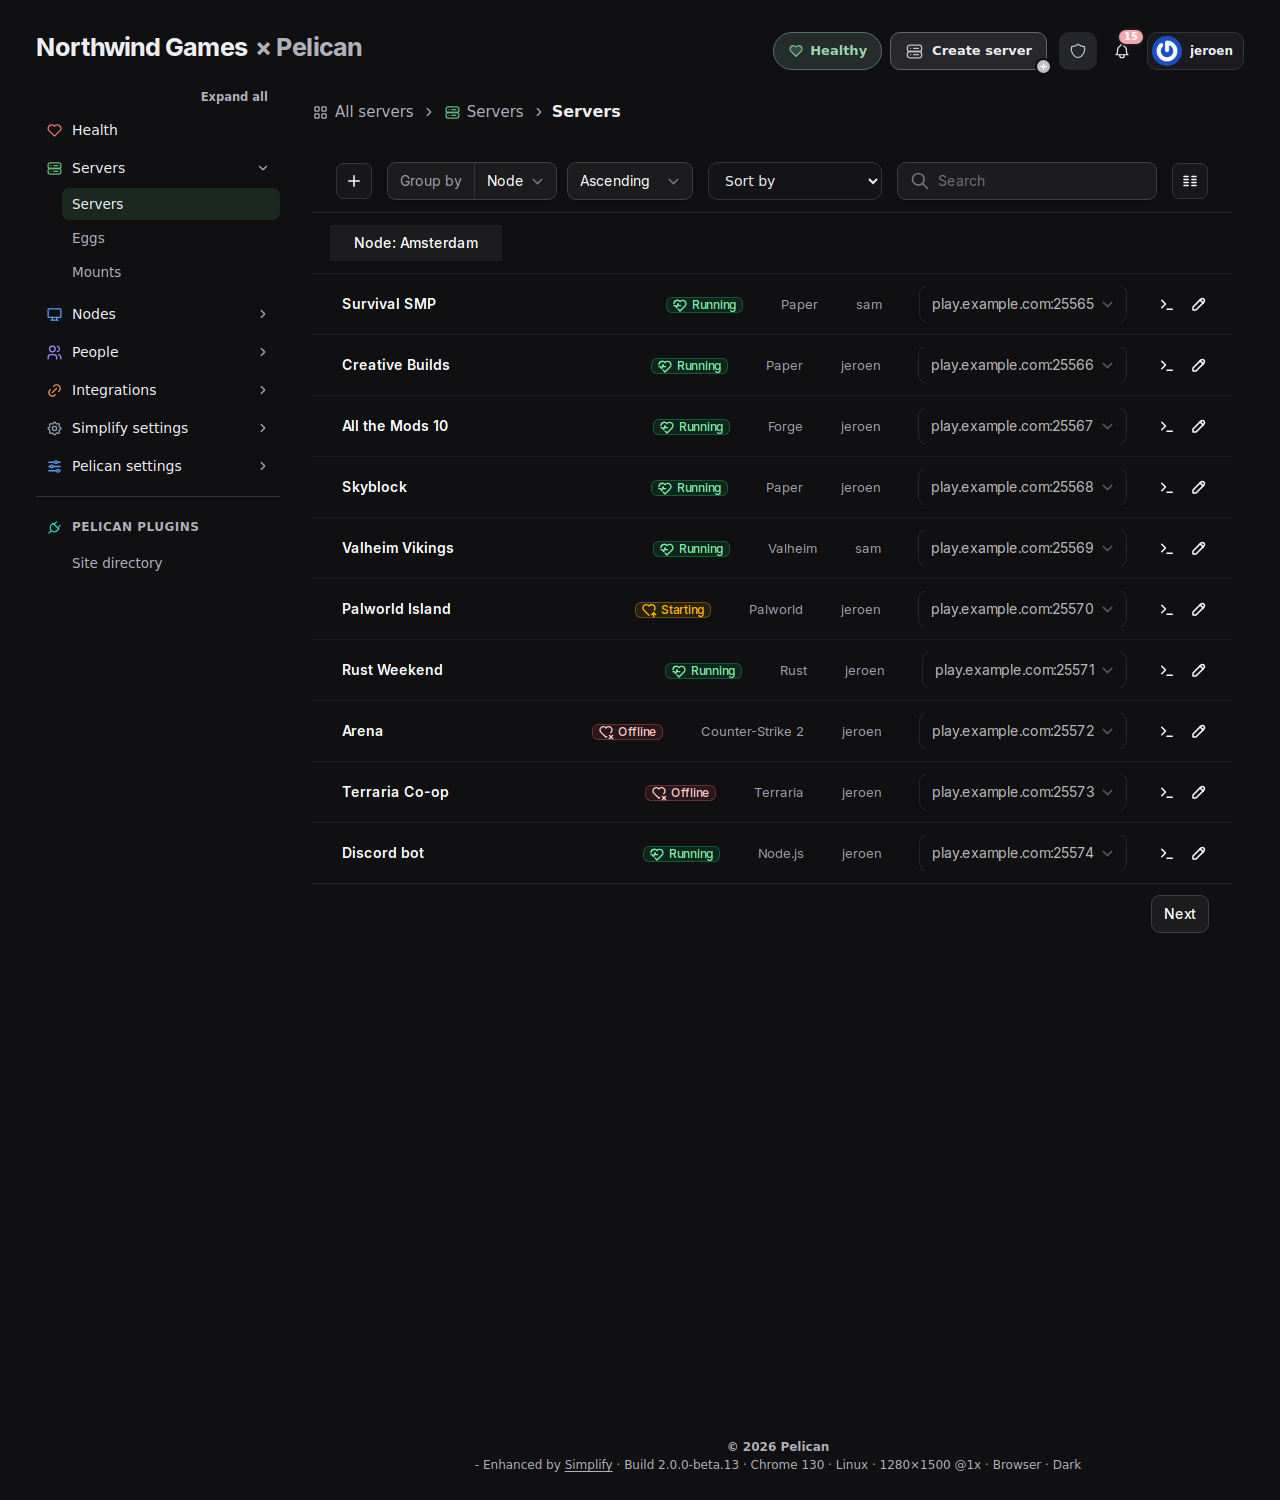 Northwind Games × Pelican
Healthy
Create server
15
jeroen
Expand all
Health
Servers
Servers
Eggs
Mounts
Nodes
People
Integrations
Simplify settings
Pelican settings
PELICAN PLUGINS
Site directory
All servers > Servers > Servers
Group by Node
Ascending
Sort by
Search
Node: Amsterdam
Survival SMP Running Paper sam play.example.com:25565
Creative Builds Running Paper jeroen play.example.com:25566
All the Mods 10 Running Forge jeroen play.example.com:25567
Skyblock Running Paper jeroen play.example.com:25568
Valheim Vikings Running Valheim sam play.example.com:25569
Palworld Island Starting Palworld jeroen play.example.com:25570
Rust Weekend Running Rust jeroen play.example.com:25571
Arena Offline Counter-Strike 2 jeroen play.example.com:25572
Terraria Co-op Offline Terraria jeroen play.example.com:25573
Discord bot Running Node.js jeroen play.example.com:25574
Next
© 2026 Pelican
- Enhanced by Simplify · Build 2.0.0-beta.13 · Chrome 130 · Linux · 1280×1500 @1x · Browser · Dark